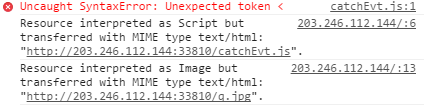 Uncaught SyntaxError: Unexpected token < catchEvt.js:1
Resource interpreted as Script but 203.246.112.144/:6
transferred with MIME type text/html:
"http://203.246.112.144:33810/catchEvt.js".
Resource interpreted as Image but 203.246.112.144/:13
transferred with MIME type text/html:
"http://203.246.112.144:33810/q.jpg".